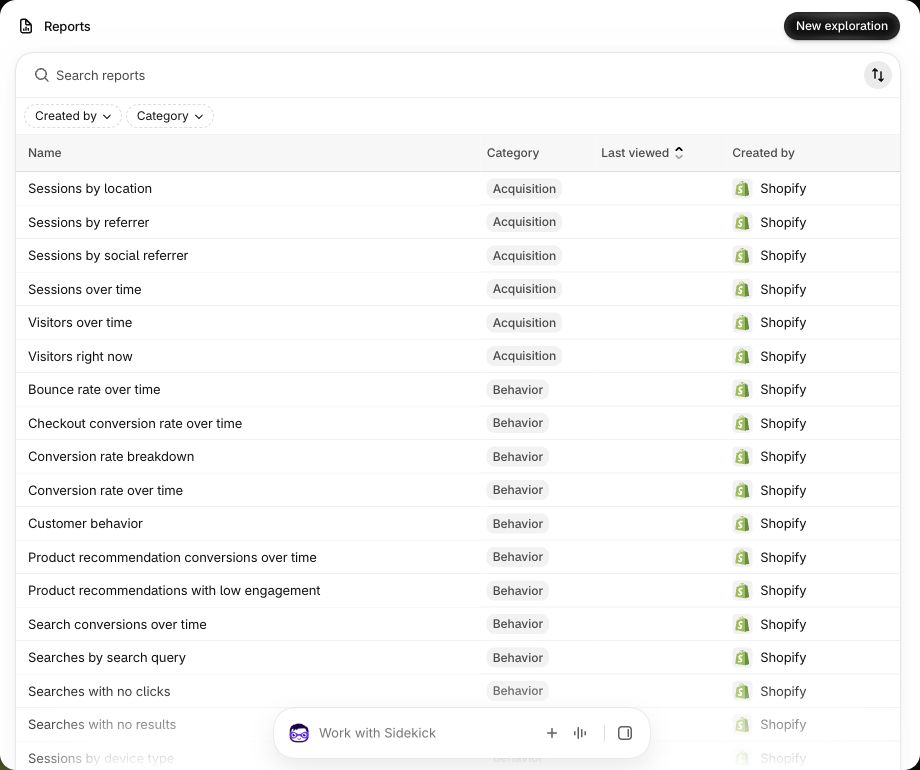 Reports
New exploration
Search reports
Created by
Category
Name Category Last viewed Created by
Sessions by location Acquisition Shopify
Sessions by referrer Acquisition Shopify
Sessions by social referrer Acquisition Shopify
Sessions over time Acquisition Shopify
Visitors over time Acquisition Shopify
Visitors right now Acquisition Shopify
Bounce rate over time Behavior Shopify
Checkout conversion rate over time Behavior Shopify
Conversion rate breakdown Behavior Shopify
Conversion rate over time Behavior Shopify
Customer behavior Behavior Shopify
Product recommendation conversions over time Behavior Shopify
Product recommendations with low engagement Behavior Shopify
Search conversions over time Behavior Shopify
Searches by search query Behavior Shopify
Searches with no clicks Behavior Shopify
Searches with no results Shopify
Work with Sidekick
Sessions by device type Shopify